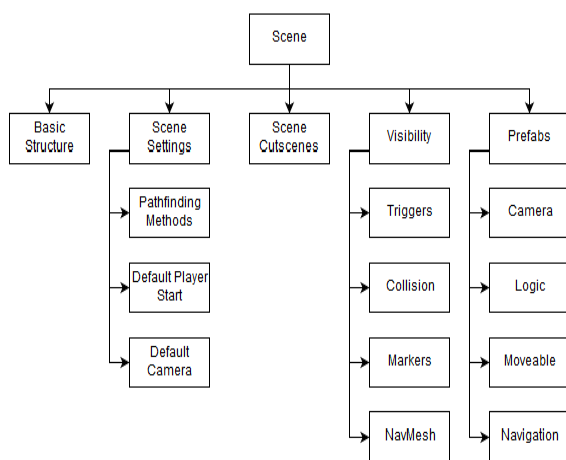 Scene
Basic
Structure
Scene
Settings
Scene
Cutscenes
Visibility
Prefabs
Pathfinding
Methods
Triggers
Camera
Default Player
Start
Collision
Logic
Default
Camera
Markers
Moveable
NavMesh
Navigation